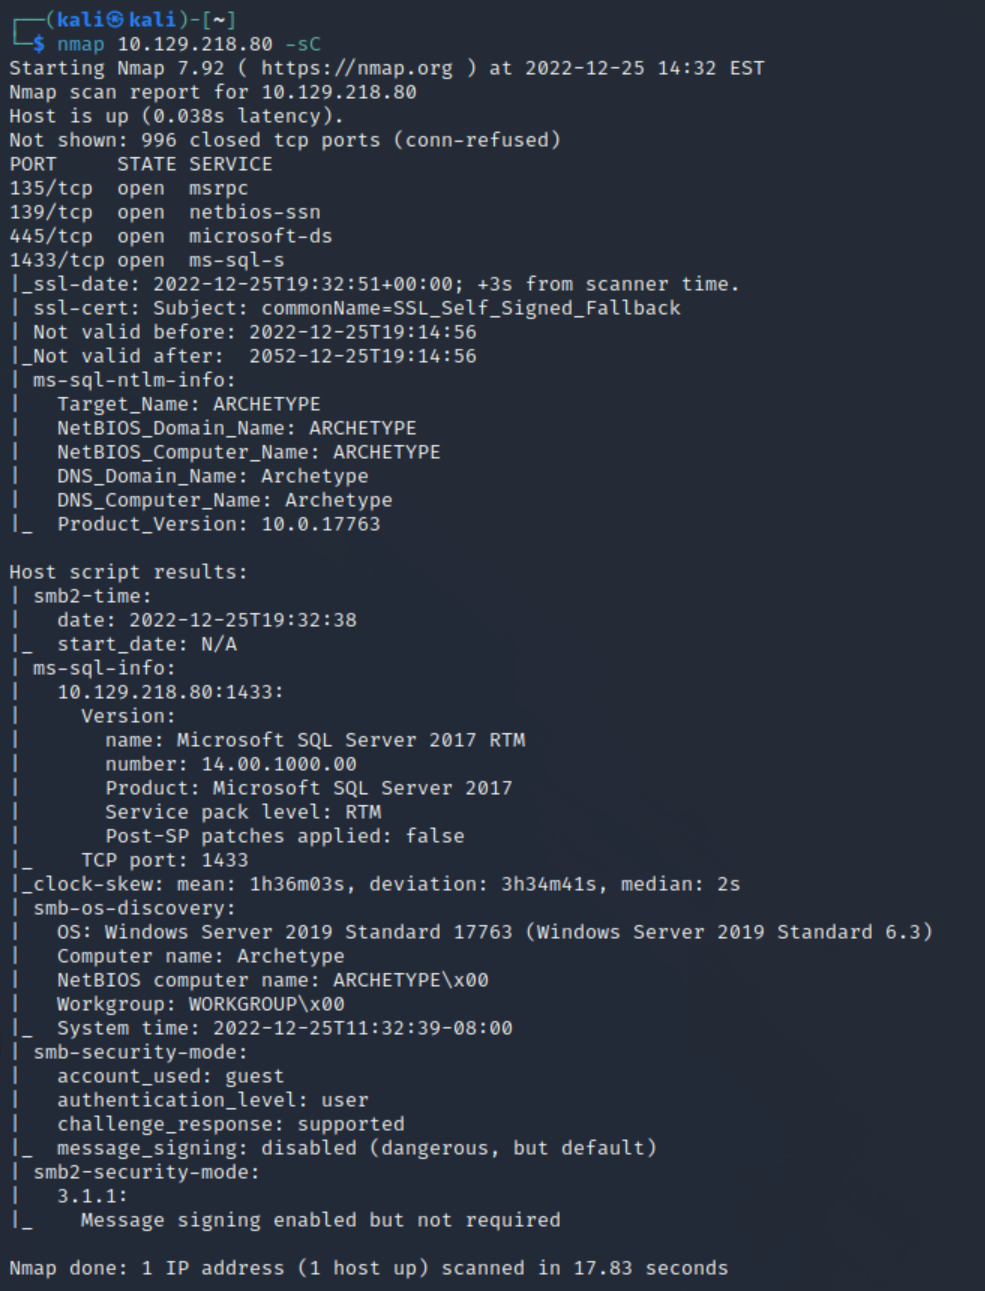 ┌──(kali㉿kali)-[~]
└─$ nmap 10.129.218.80 -sC
Starting Nmap 7.92 ( https://nmap.org ) at 2022-12-25 14:32 EST
Nmap scan report for 10.129.218.80
Host is up (0.038s latency).
Not shown: 996 closed tcp ports (conn-refused)
PORT     STATE SERVICE
135/tcp  open  msrpc
139/tcp  open  netbios-ssn
445/tcp  open  microsoft-ds
1433/tcp open  ms-sql-s
|_ssl-date: 2022-12-25T19:32:51+00:00; +3s from scanner time.
| ssl-cert: Subject: commonName=SSL_Self_Signed_Fallback
| Not valid before: 2022-12-25T19:14:56
|_Not valid after:  2052-12-25T19:14:56
| ms-sql-ntlm-info:
|   Target_Name: ARCHETYPE
|   NetBIOS_Domain_Name: ARCHETYPE
|   NetBIOS_Computer_Name: ARCHETYPE
|   DNS_Domain_Name: Archetype
|   DNS_Computer_Name: Archetype
|_  Product_Version: 10.0.17763

Host script results:
| smb2-time:
|   date: 2022-12-25T19:32:38
|_  start_date: N/A
| ms-sql-info:
|   10.129.218.80:1433:
|     Version:
|       name: Microsoft SQL Server 2017 RTM
|       number: 14.00.1000.00
|       Product: Microsoft SQL Server 2017
|       Service pack level: RTM
|       Post-SP patches applied: false
|_    TCP port: 1433
|_clock-skew: mean: 1h36m03s, deviation: 3h34m41s, median: 2s
| smb-os-discovery:
|   OS: Windows Server 2019 Standard 17763 (Windows Server 2019 Standard 6.3)
|   Computer name: Archetype
|   NetBIOS computer name: ARCHETYPE\x00
|   Workgroup: WORKGROUP\x00
|_  System time: 2022-12-25T11:32:39-08:00
| smb-security-mode:
|   account_used: guest
|   authentication_level: user
|   challenge_response: supported
|_  message_signing: disabled (dangerous, but default)
| smb2-security-mode:
|   3.1.1:
|_    Message signing enabled but not required

Nmap done: 1 IP address (1 host up) scanned in 17.83 seconds